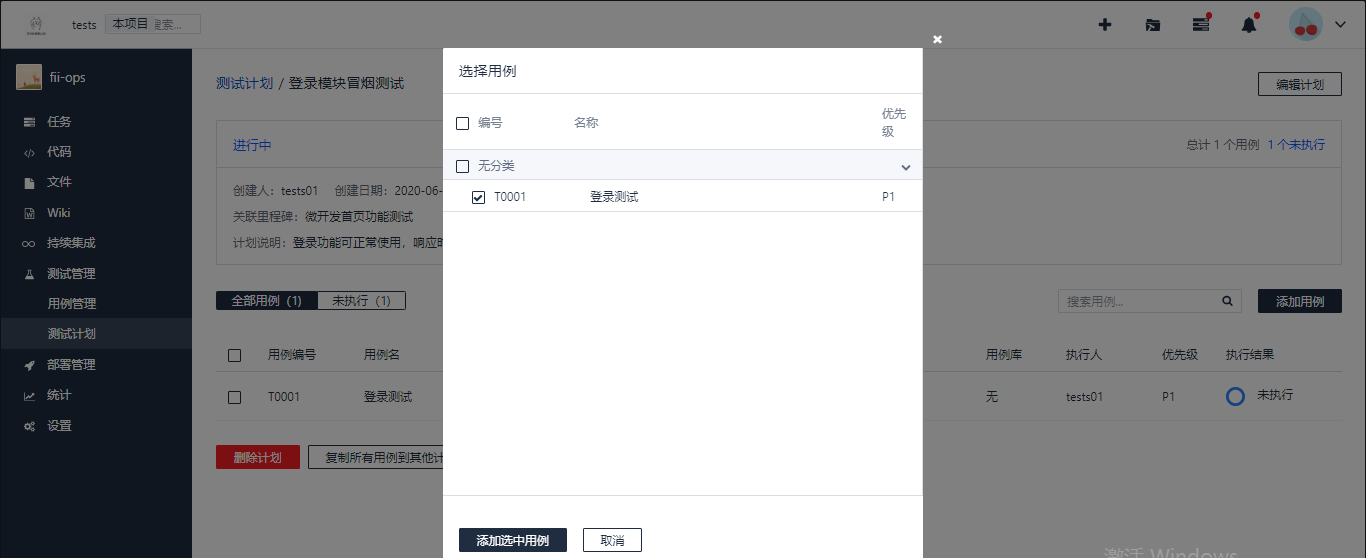 tests 本项目 搜索...
fii-ops
任务
代码
文件
Wiki
持续集成
测试管理
用例管理
测试计划
部署管理
统计
设置
测试计划 / 登录模块冒烟测试
编辑计划
进行中
总计 1 个用例 1 个未执行
创建人：tests01 创建日期：2020-06-
关联里程碑：微开发首页功能测试
计划说明：登录功能可正常使用，响应时
全部用例（1） 未执行（1）
搜索用例...
添加用例
用例编号 用例名 用例库 执行人 优先级 执行结果
T0001 登录测试 无 tests01 P1 未执行
删除计划 复制所有用例到其他计
选择用例
编号 名称 优先级
无分类
T0001 登录测试 P1
添加选中用例 取消
激活 Windows